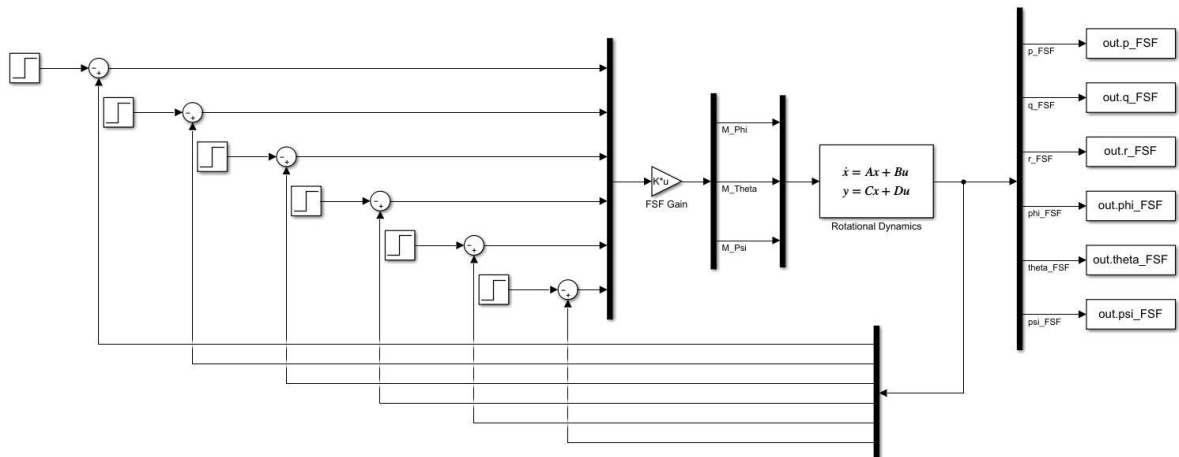 K*u
FSF Gain
M_Phi
M_Theta
M_Psi
ẋ = Ax + Bu
y = Cx + Du
Rotational Dynamics
p_FSF
out.p_FSF
q_FSF
out.q_FSF
r_FSF
out.r_FSF
phi_FSF
out.phi_FSF
theta_FSF
out.theta_FSF
psi_FSF
out.psi_FSF